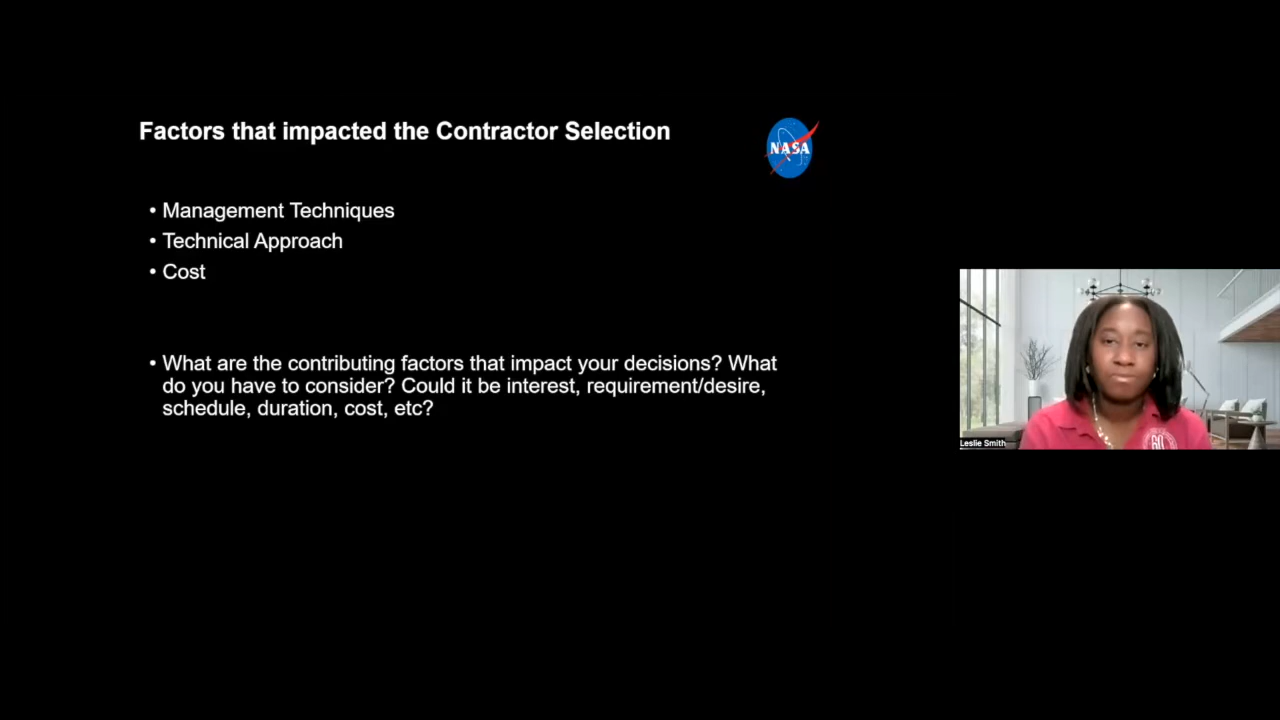 Factors that impacted the Contractor Selection
NASA
• Management Techniques
• Technical Approach
• Cost
• What are the contributing factors that impact your decisions? What
do you have to consider? Could it be interest, requirement/desire,
schedule, duration, cost, etc?
Leslie Smith